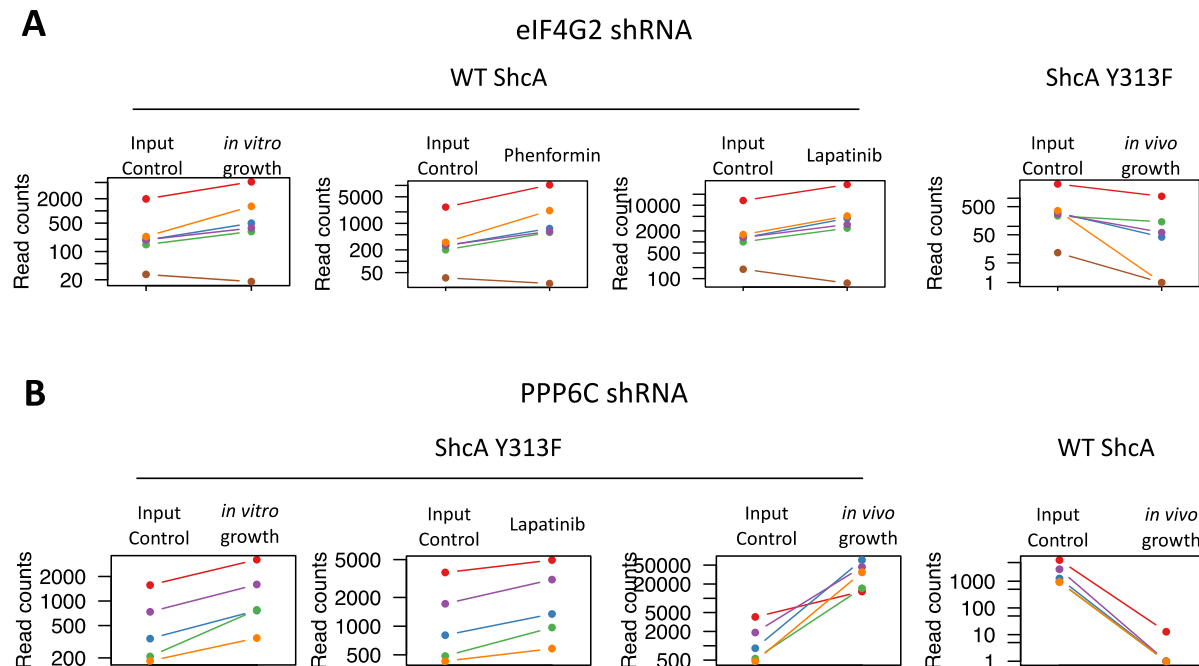 A
eIF4G2 shRNA
WT ShcA
ShcA Y313F
Input
Control
in vitro
growth
Read counts
2000
500
100
20
Input
Control
Phenformin
Read counts
5000
1000
200
50
Input
Control
Lapatinib
Read counts
10000
2000
500
100
Input
Control
in vivo
growth
Read counts
500
50
5
1
B
PPP6C shRNA
ShcA Y313F
WT ShcA
Input
Control
in vitro
growth
Read counts
2000
1000
500
200
Input
Control
Lapatinib
Read counts
5000
2000
1000
500
Input
Control
in vivo
growth
Read counts
50000
20000
5000
2000
500
Input
Control
in vivo
growth
Read counts
1000
100
10
1